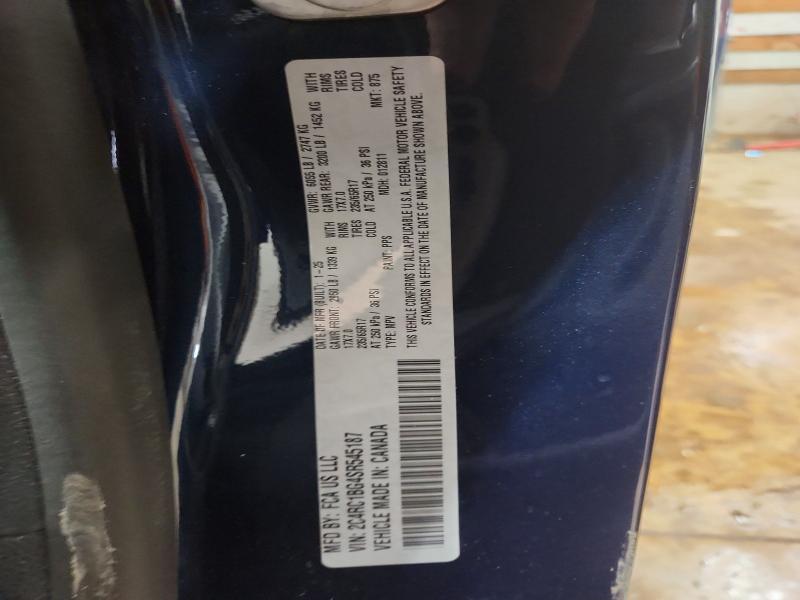 MFD BY: FCA US LLC
VIN: 2C4RC1BG4SR545187
VEHICLE MADE IN: CANADA
DATE OF MFR (BUILT): 1-25
GAWR FRONT: 2950 LB / 1339 KG WITH
17X7.0 RIMS
235/65R17 TIRES
AT 250 kPa / 36 PSI COLD
TYPE: MPV PAINT: PPS
GVWR: 6055 LB / 2747 KG
GAWR REAR: 3200 LB / 1452 KG WITH
17X7.0 RIMS
235/65R17 TIRES
AT 250 kPa / 36 PSI COLD
MDH: 012811 MKT: 875
THIS VEHICLE CONFORMS TO ALL APPLICABLE U.S.A. FEDERAL MOTOR VEHICLE SAFETY
STANDARDS IN EFFECT ON THE DATE OF MANUFACTURE SHOWN ABOVE.